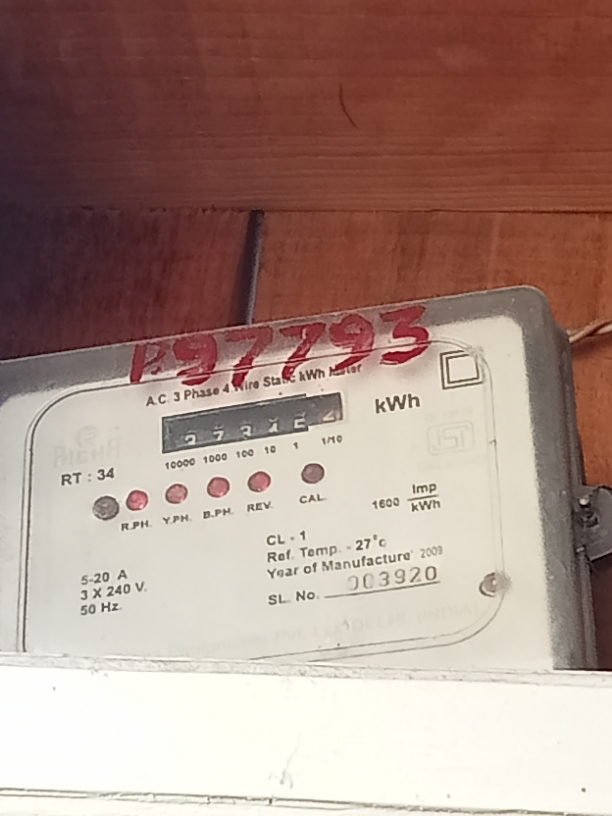 P97793
A.C. 3 Phase 4 Wire Static kWh Meter
kWh
10000 1000 100 10 1 1/10
RT : 34
R.PH. Y.PH. B.PH. REV. CAL.
1600 Imp
kWh
CL - 1
Ref. Temp. - 27°c
Year of Manufacture 2009
SL. No. 003920
5-20 A
3 X 240 V.
50 Hz.